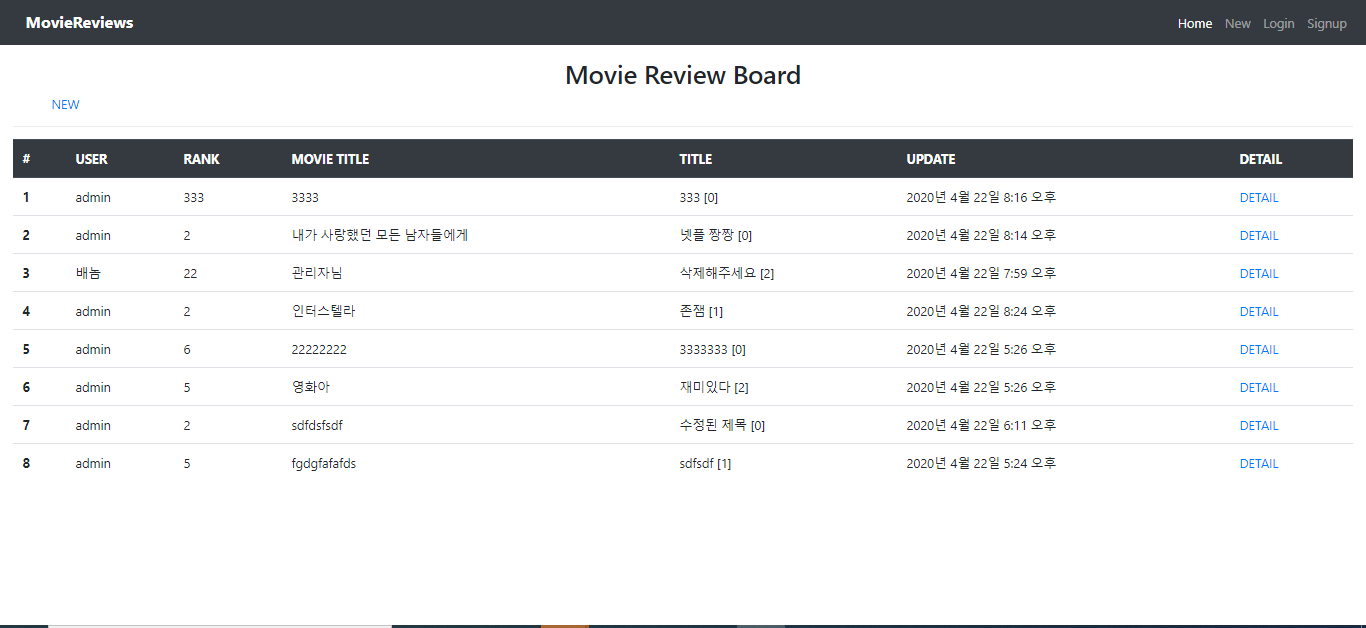 MovieReviews Home New Login Signup
Movie Review Board
NEW
# USER RANK MOVIE TITLE TITLE UPDATE DETAIL
1 admin 333 3333 333 [0] 2020년 4월 22일 8:16 오후 DETAIL
2 admin 2 내가 사랑했던 모든 남자들에게 넷플 짱짱 [0] 2020년 4월 22일 8:14 오후 DETAIL
3 배놈 22 관리자님 삭제해주세요 [2] 2020년 4월 22일 7:59 오후 DETAIL
4 admin 2 인터스텔라 존잼 [1] 2020년 4월 22일 8:24 오후 DETAIL
5 admin 6 22222222 3333333 [0] 2020년 4월 22일 5:26 오후 DETAIL
6 admin 5 영화아 재미있다 [2] 2020년 4월 22일 5:26 오후 DETAIL
7 admin 2 sdfdsfsdf 수정된 제목 [0] 2020년 4월 22일 6:11 오후 DETAIL
8 admin 5 fgdgfafafds sdfsdf [1] 2020년 4월 22일 5:24 오후 DETAIL